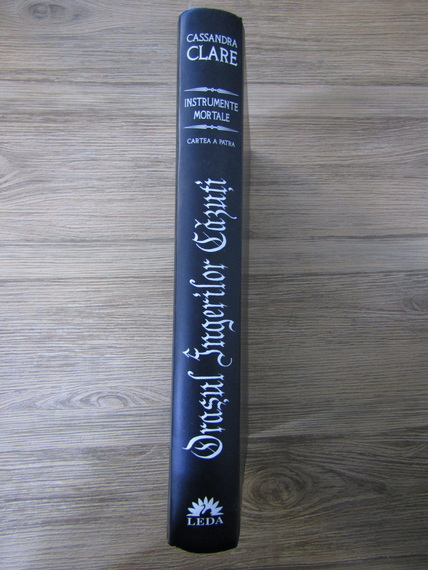 CASSANDRA
CLARE
INSTRUMENTE
MORTALE
CARTEA A PATRA
Orașul Îngerilor Căzuți
LEDA